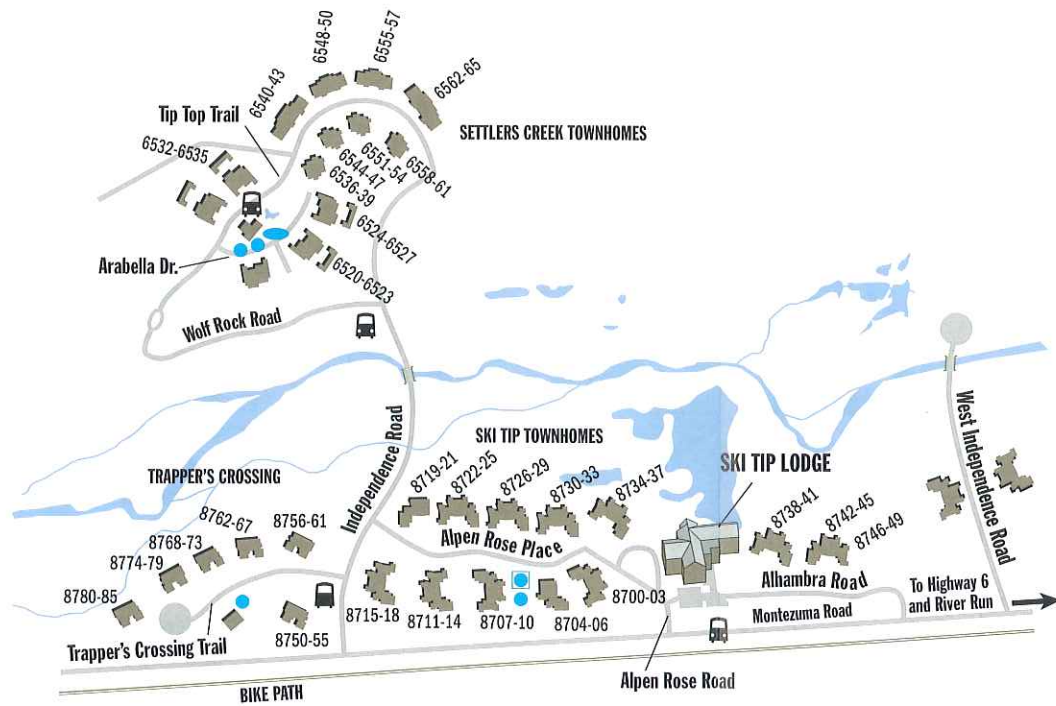 6548-50
6555-57
6540-43
6562-65
Tip Top Trail
SETTLERS CREEK TOWNHOMES
6532-6535
6551-54
6558-61
6544-47
6536-39
6524-6527
6520-6523
Arabella Dr.
Wolf Rock Road
Independence Road
West Independence Road
SKI TIP TOWNHOMES
TRAPPER'S CROSSING
SKI TIP LODGE
8719-21
8722-25
8726-29
8730-33
8734-37
8738-41
8742-45
8746-49
8756-61
8762-67
8768-73
8774-79
8780-85
Alpen Rose Place
Alhambra Road
To Highway 6
and River Run
Montezuma Road
8715-18
8711-14
8707-10
8704-06
8700-03
8750-55
Trapper's Crossing Trail
Alpen Rose Road
BIKE PATH